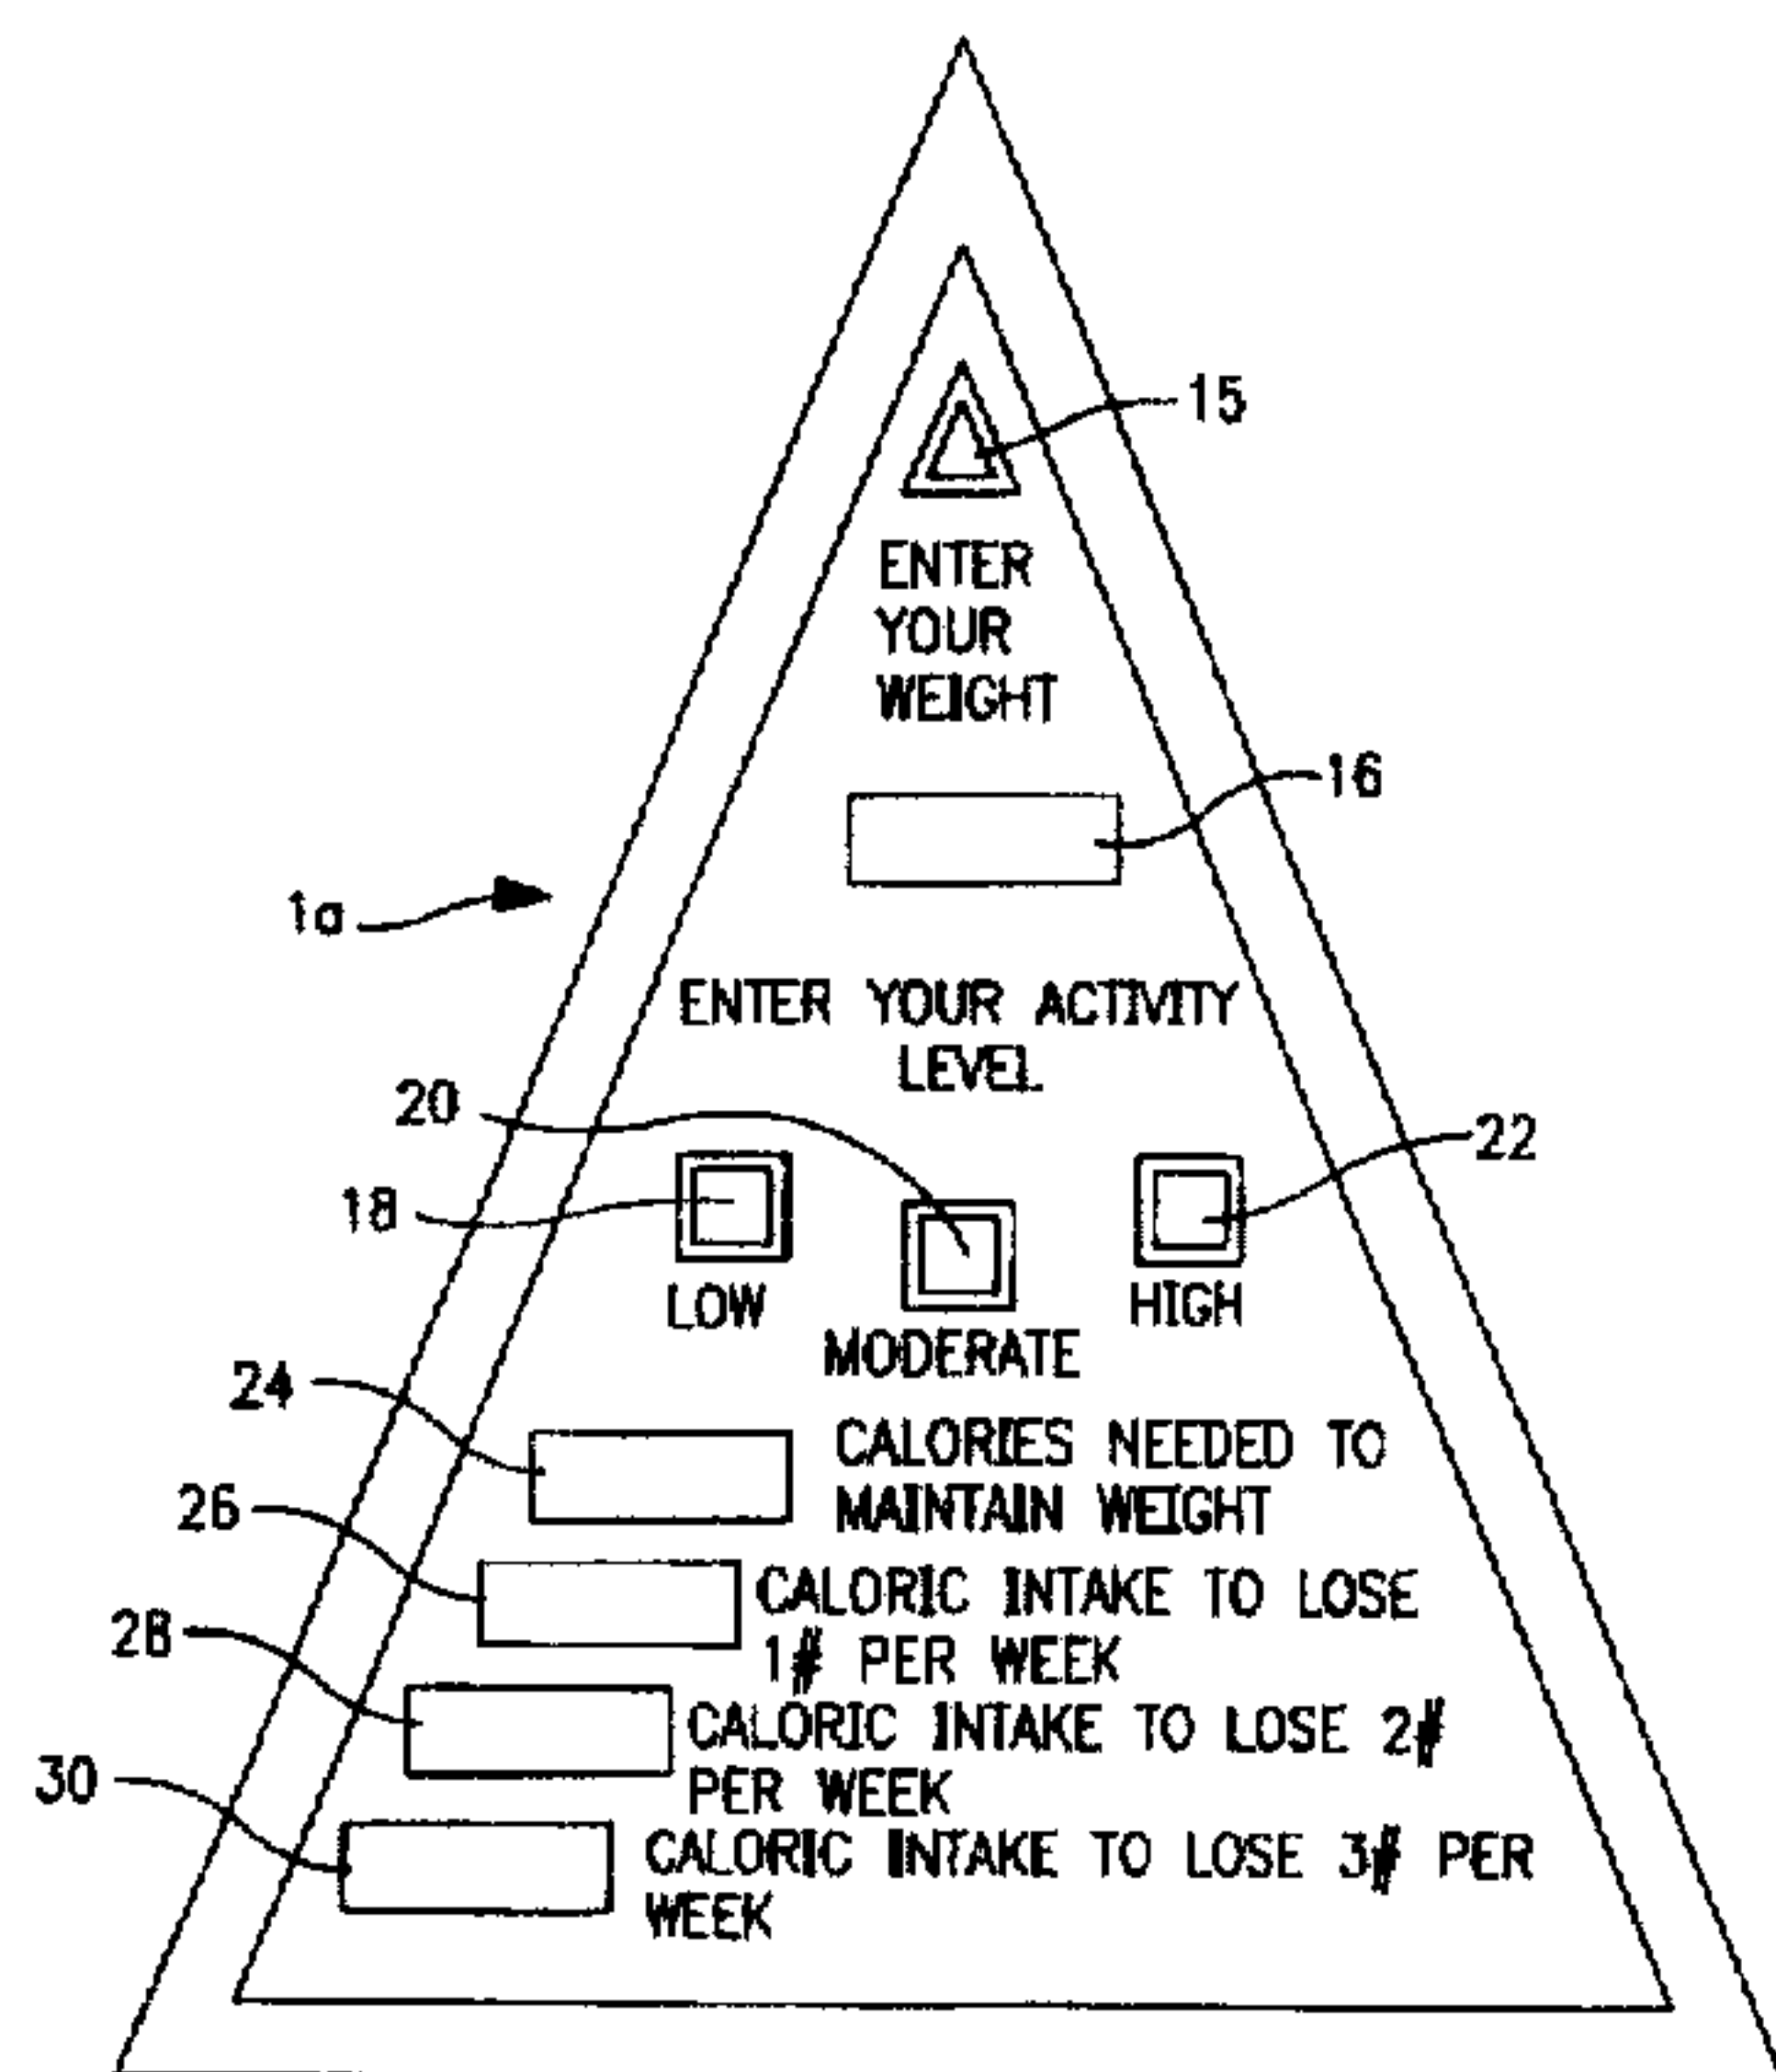 15
ENTER
YOUR
WEIGHT
16
1a
ENTER YOUR ACTIVITY
LEVEL
20
22
18
LOW
HIGH
MODERATE
24
CALORIES NEEDED TO
MAINTAIN WEIGHT
26
CALORIC INTAKE TO LOSE
1# PER WEEK
28
CALORIC INTAKE TO LOSE 2#
PER WEEK
30
CALORIC INTAKE TO LOSE 3# PER
WEEK